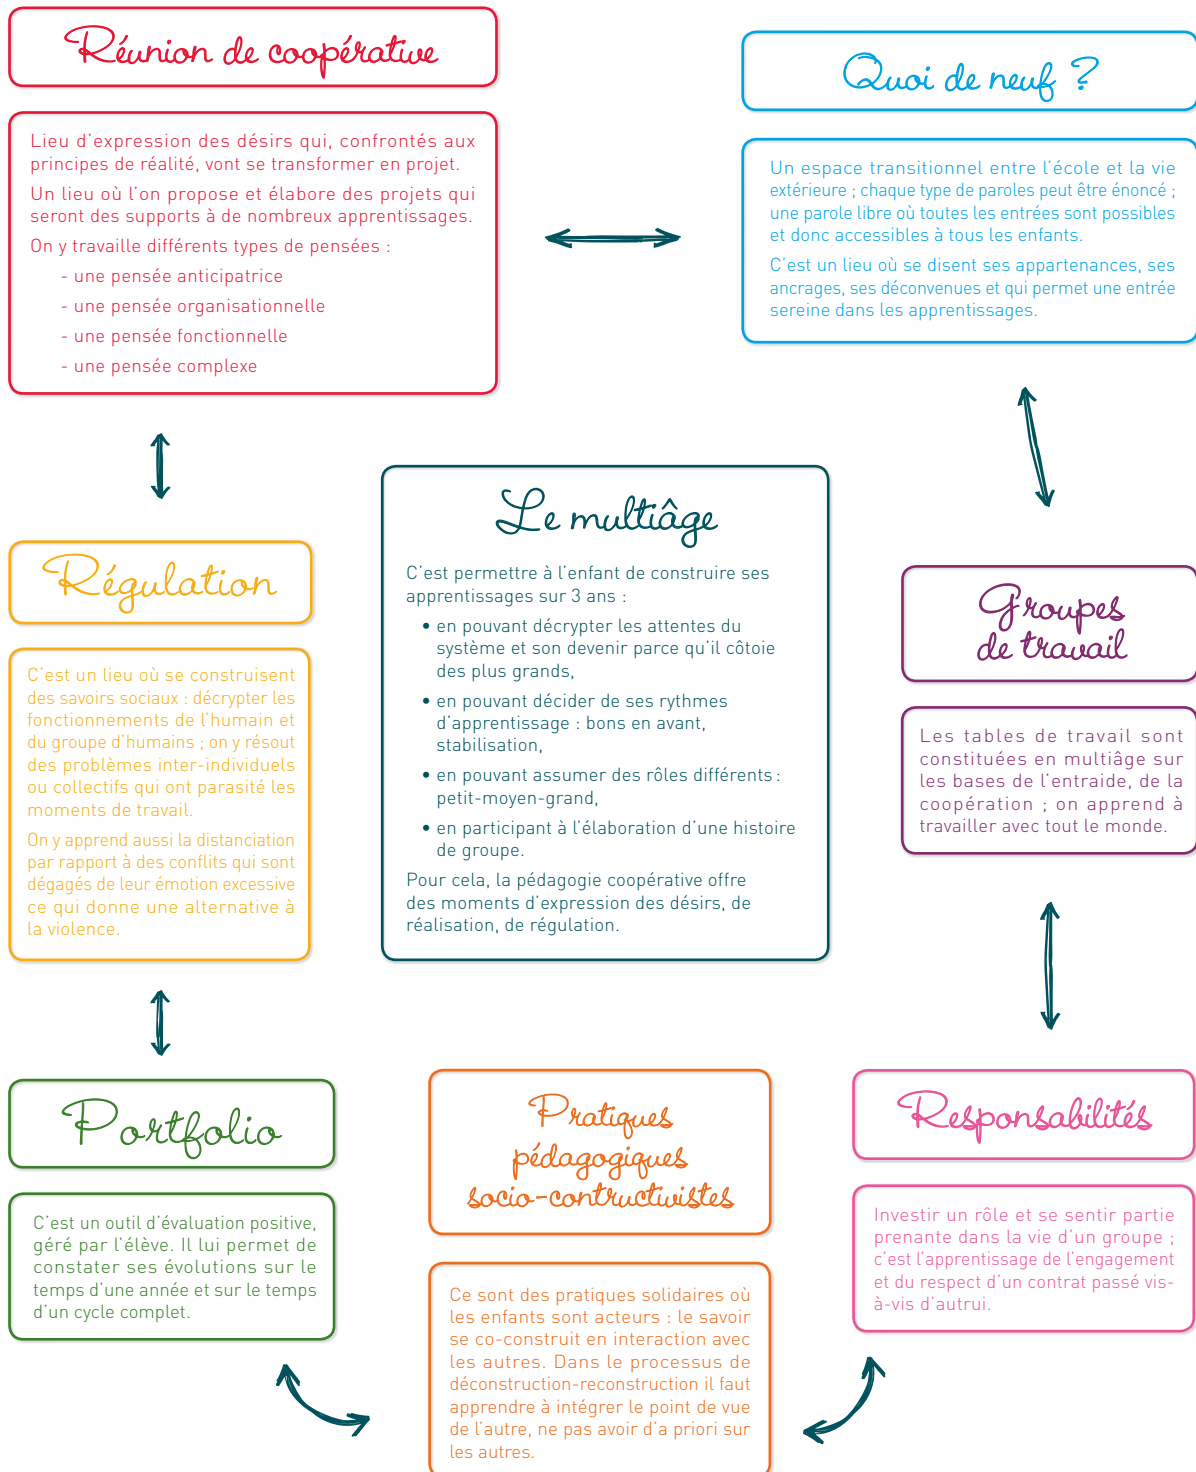 Réunion de coopérative
Lieu d'expression des désirs qui, confrontés aux
principes de réalité, vont se transformer en projet.
Un lieu où l'on propose et élabore des projets qui
seront des supports à de nombreux apprentissages.
On y travaille différents types de pensées :
- une pensée anticipatrice
- une pensée organisationnelle
- une pensée fonctionnelle
- une pensée complexe
Quoi de neuf ?
Un espace transitionnel entre l'école et la vie
extérieure ; chaque type de paroles peut être énoncé ;
une parole libre où toutes les entrées sont possibles
et donc accessibles à tous les enfants.
C'est un lieu où se disent ses appartenances, ses
ancrages, ses déconvenues et qui permet une entrée
sereine dans les apprentissages.
Régulation
C'est un lieu où se construisent
des savoirs sociaux : décrypter les
fonctionnements de l'humain et
du groupe d'humains ; on y résout
des problèmes inter-individuels
ou collectifs qui ont parasité les
moments de travail.
On y apprend aussi la distanciation
par rapport à des conflits qui sont
dégagés de leur émotion excessive
ce qui donne une alternative à
la violence.
Le multiâge
C'est permettre à l'enfant de construire ses
apprentissages sur 3 ans :
• en pouvant décrypter les attentes du
système et son devenir parce qu'il côtoie
des plus grands,
• en pouvant décider de ses rythmes
d'apprentissage : bons en avant,
stabilisation,
• en pouvant assumer des rôles différents :
petit-moyen-grand,
• en participant à l'élaboration d'une histoire
de groupe.
Pour cela, la pédagogie coopérative offre
des moments d'expression des désirs, de
réalisation, de régulation.
Groupes
de travail
Les tables de travail sont
constituées en multiâge sur
les bases de l'entraide, de la
coopération ; on apprend à
travailler avec tout le monde.
Portfolio
C'est un outil d'évaluation positive,
géré par l'élève. Il lui permet de
constater ses évolutions sur le
temps d'une année et sur le temps
d'un cycle complet.
Pratiques
pédagogiques
socio-contructivistes
Ce sont des pratiques solidaires où
les enfants sont acteurs : le savoir
se co-construit en interaction avec
les autres. Dans le processus de
déconstruction-reconstruction il faut
apprendre à intégrer le point de vue
de l'autre, ne pas avoir d'a priori sur
les autres.
Responsabilités
Investir un rôle et se sentir partie
prenante dans la vie d'un groupe ;
c'est l'apprentissage de l'engagement
et du respect d'un contrat passé vis-
à-vis d'autrui.